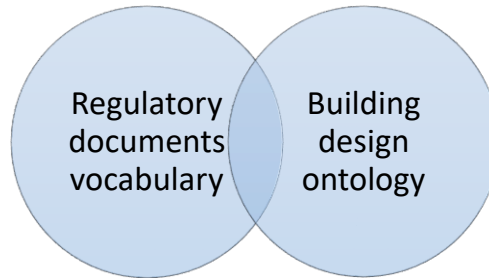 Regulatory
documents
vocabulary
Building
design
ontology